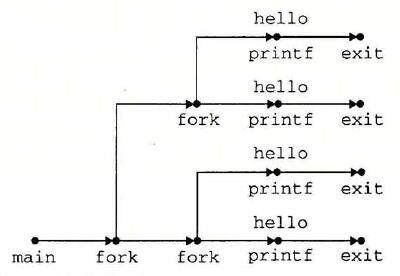 hello
printf exit
hello
fork printf exit
hello
printf exit
hello
main fork fork printf exit